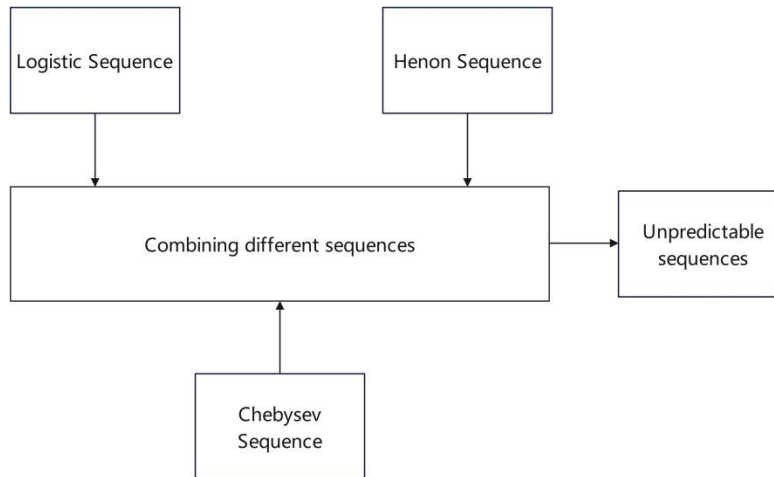 Logistic Sequence
Henon Sequence
Combining different sequences
Unpredictable
sequences
Chebysev
Sequence